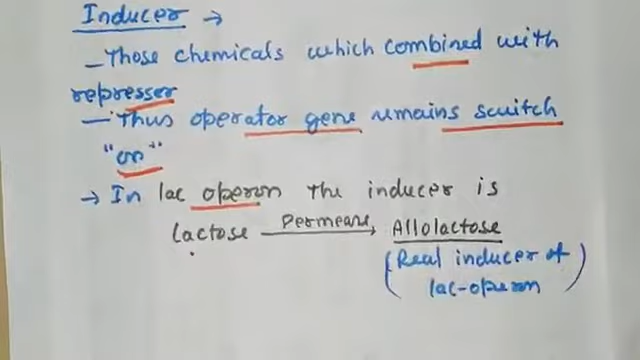 Inducer →
- Those chemicals which combined with
represser
- Thus operator gene remains switch
"on"
→ In lac operon the inducer is
Lactose Permease Allolactose
(Real inducer of
lac-operon)